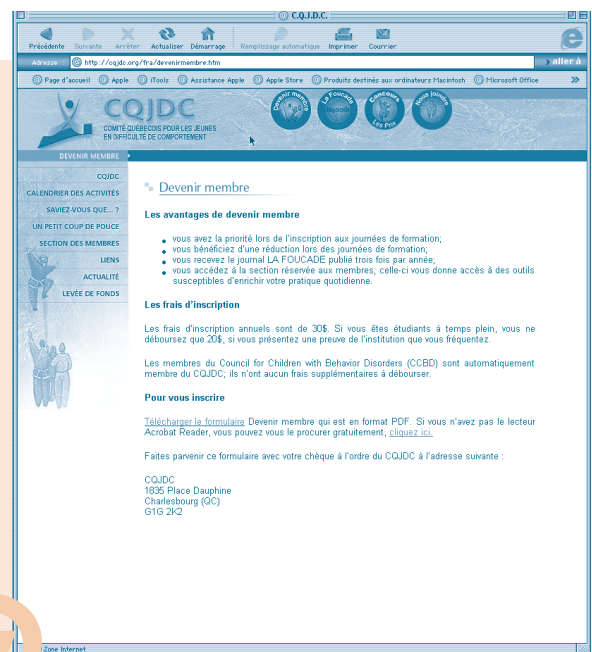 C.Q.J.D.C.
Précédente Suivante Arrêter Actualiser Démarrage Remplissage automatique Imprimer Courrier
Adresse http://cqjdc.org/fra/devenirmembre.htm aller à
Page d'accueil Apple iTools Assistance Apple Apple Store Produits destinés aux ordinateurs Macintosh Microsoft Office
CQJDC
COMITÉ QUÉBECOIS POUR LES JEUNES
EN DIFFICULTÉ DE COMPORTEMENT
Devenir membre
La Foucade
Concours
Les Prix
Nous joindre
DEVENIR MEMBRE
CQJDC
CALENDRIER DES ACTIVITÉS
SAVIEZ-VOUS QUE... ?
UN PETIT COUP DE POUCE
SECTION DES MEMBRES
LIENS
ACTUALITÉ
LEVÉE DE FONDS
Devenir membre
Les avantages de devenir membre
vous avez la priorité lors de l'inscription aux journées de formation;
vous bénéficiez d'une réduction lors des journées de formation;
vous recevez le journal LA FOUCADE publié trois fois par année;
vous accédez à la section réservée aux membres; celle-ci vous donne accès à des outils
susceptibles d'enrichir votre pratique quotidienne.
Les frais d'inscription
Les frais d'inscription annuels sont de 30$. Si vous êtes étudiants à temps plein, vous ne
déboursez que 20$, si vous présentez une preuve de l'institution que vous fréquentez.
Les membres du Council for Children with Behavior Disorders (CCBD) sont automatiquement
membre du CQJDC; ils n'ont aucun frais supplémentaires à débourser.
Pour vous inscrire
Télécharger le formulaire Devenir membre qui est en format PDF. Si vous n'avez pas le lecteur
Acrobat Reader, vous pouvez vous le procurer gratuitement, cliquez ici.
Faites parvenir ce formulaire avec votre chèque à l'ordre du CQJDC à l'adresse suivante :
CQJDC
1835 Place Dauphine
Charlesbourg (QC)
G1G 2K2
Zone Internet